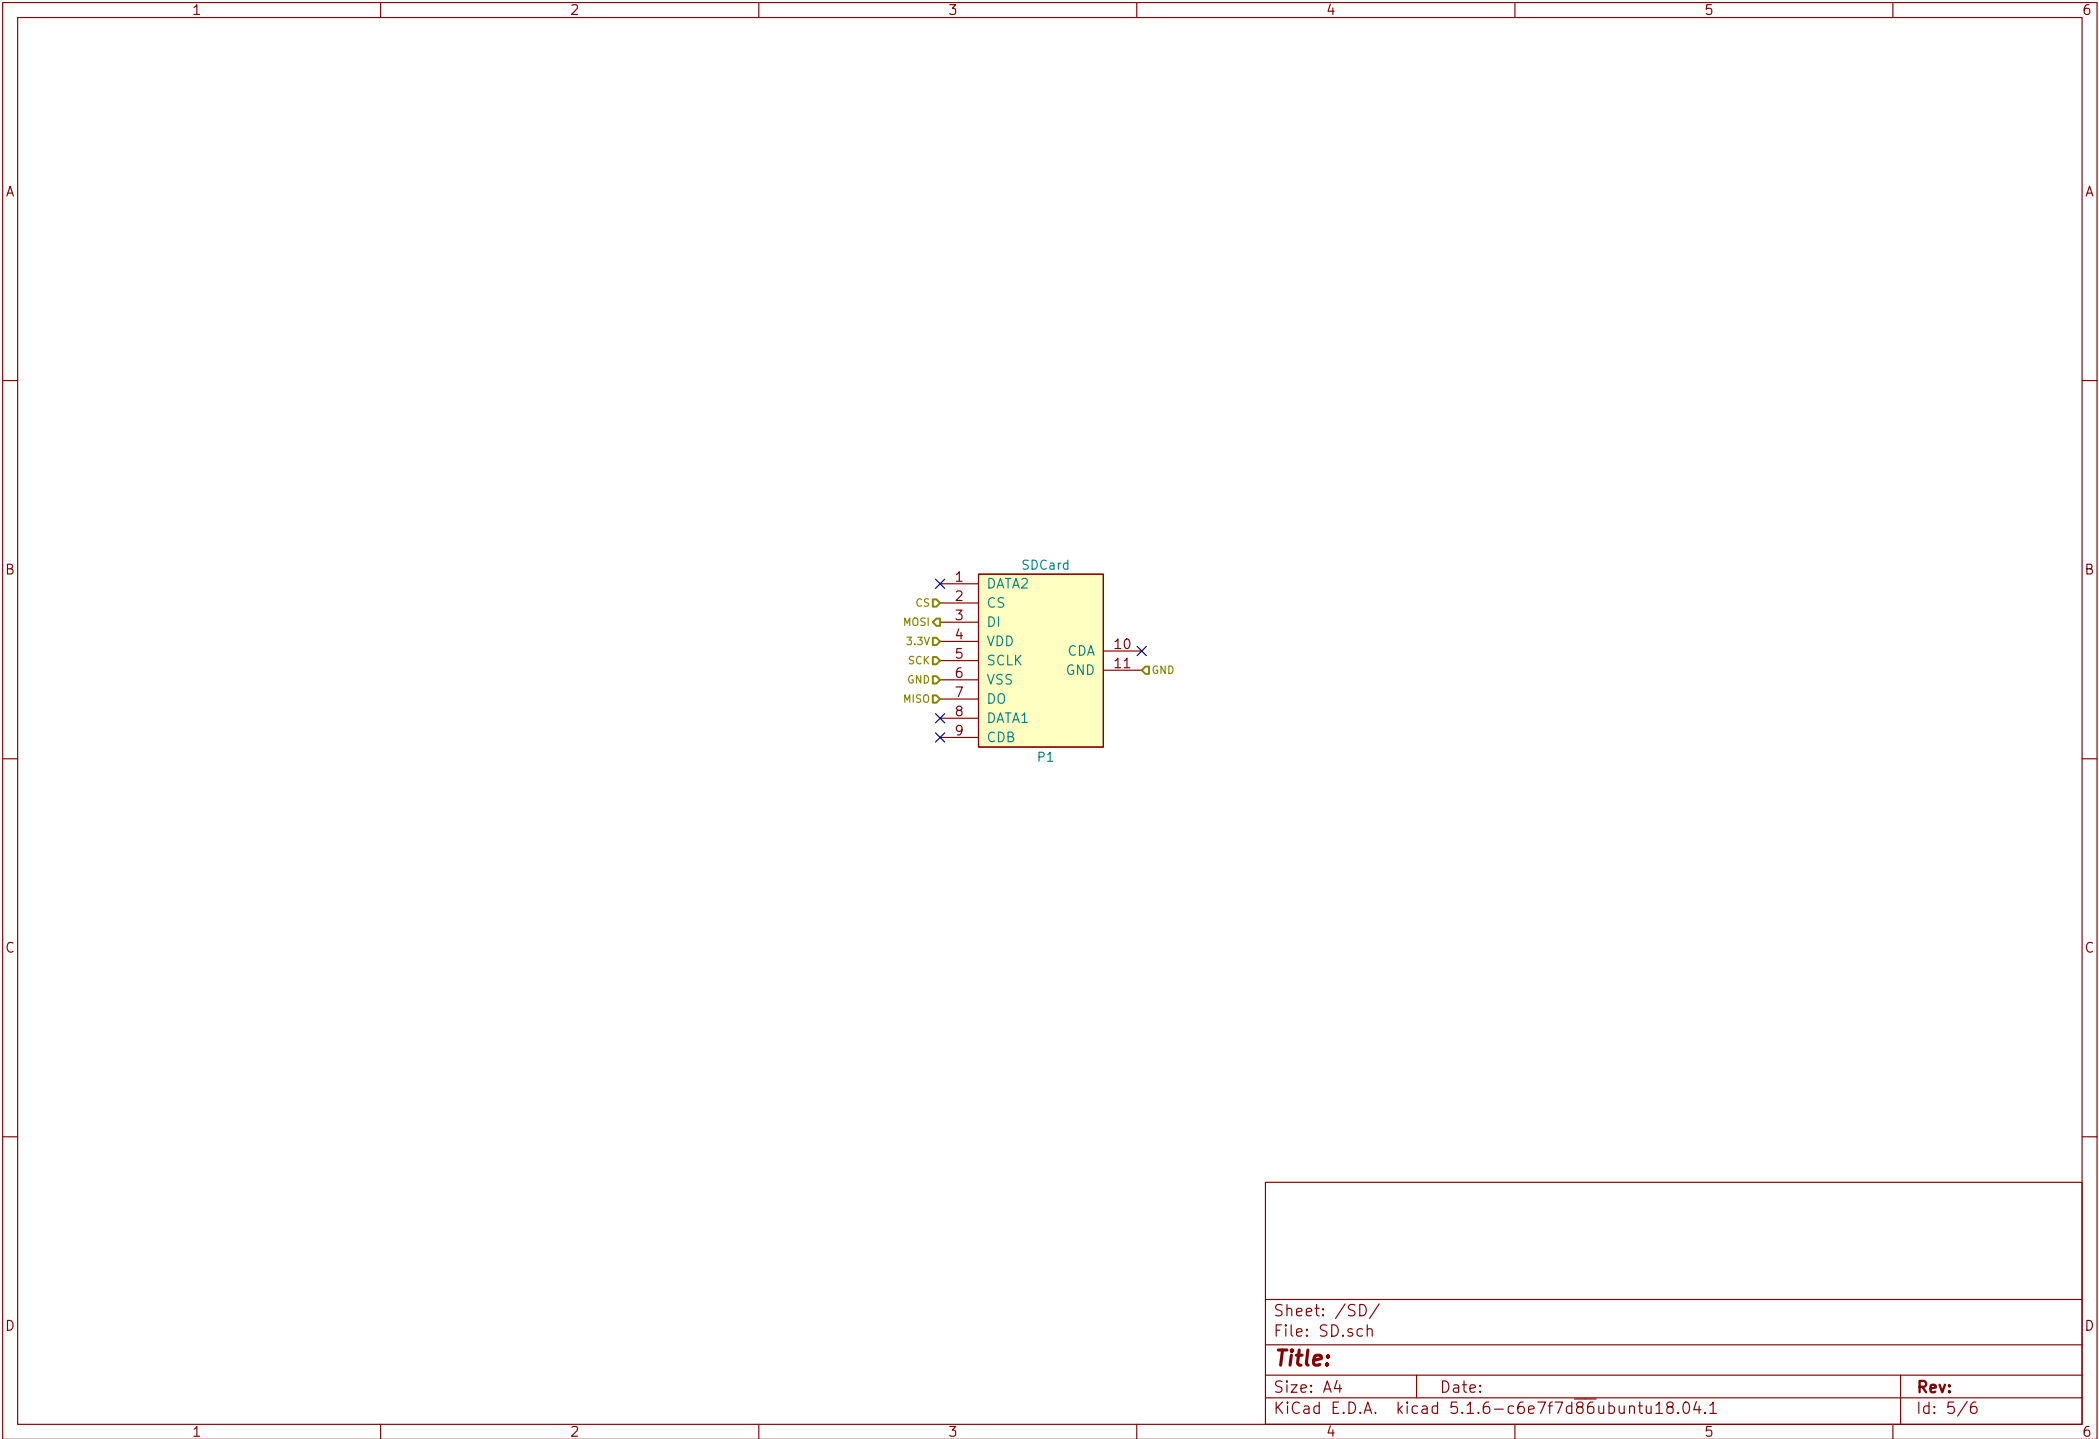 1 2 3 4 5 6
A A
B B
SDCard
1 DATA2
CS 2 CS
MOSI 3 DI
3.3V 4 VDD
CDA 10
SCK 5 SCLK
GND 11 GND
GND 6 VSS
MISO 7 DO
8 DATA1
9 CDB
P1
C C
Sheet: /SD/
File: SD.sch
D D
Title:
Size: A4 Date: Rev:
KiCad E.D.A. kicad 5.1.6-c6e7f7d86ubuntu18.04.1 Id: 5/6
1 2 3 4 5 6